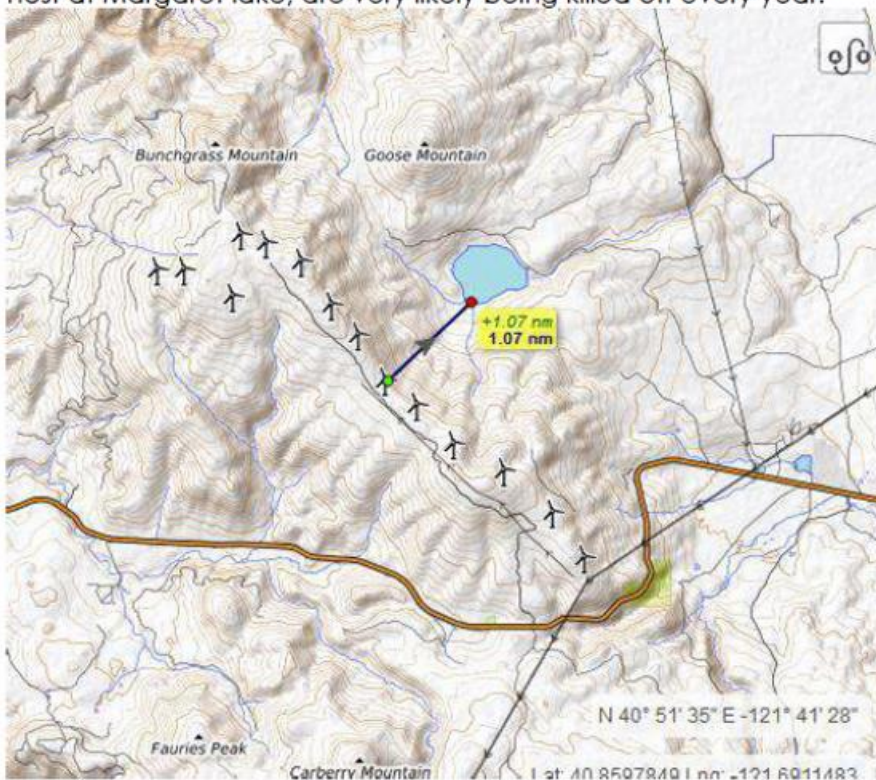 nest at Margaret lake, are very likely being killed off every year.
Bunchgrass Mountain
Goose Mountain
+1.07 nm
1.07 nm
N 40° 51' 35" E -121° 41' 28"
Fauries Peak
Carberry Mountain
Lat: 40.8597849 Lng: -121.6911483